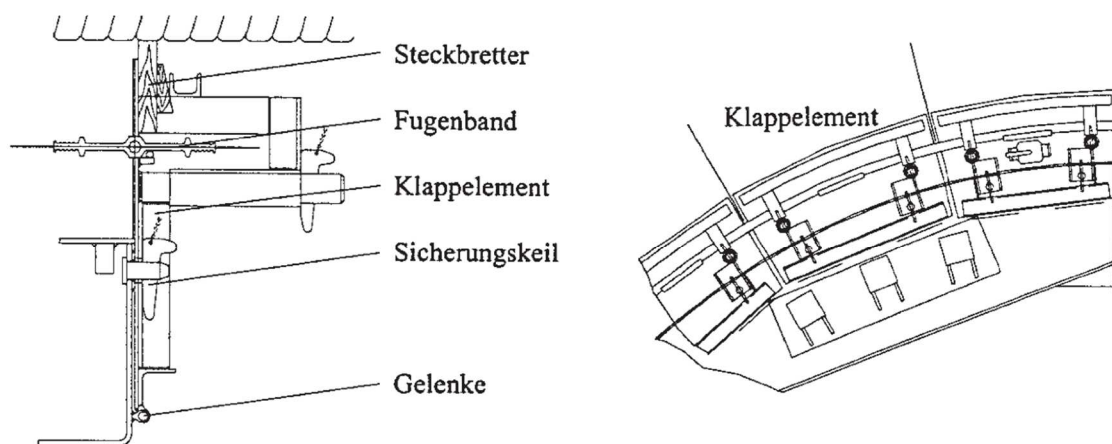 Steckbretter
Fugenband
Klappelement
Sicherungskeil
Gelenke
Klappelement